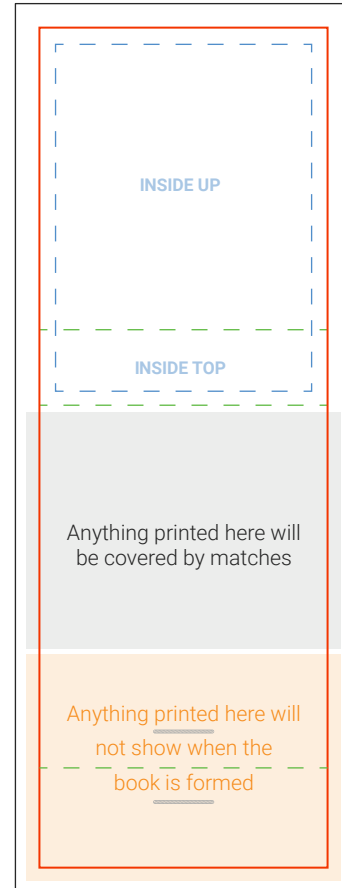 INSIDE UP
INSIDE TOP
Anything printed here will
be covered by matches
Anything printed here will
not show when the
book is formed